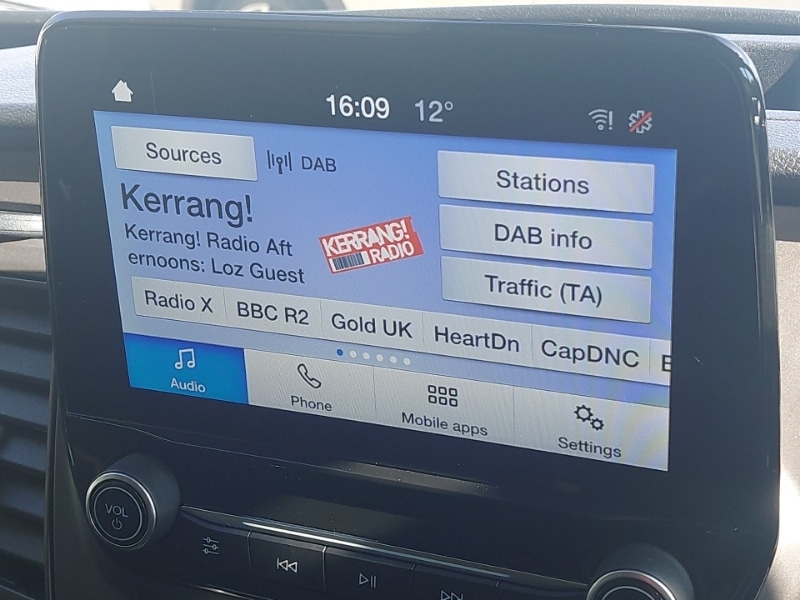 16:09 12°
Sources DAB
Stations
Kerrang!
DAB info
Kerrang! Radio Aft
ernoons: Loz Guest
KERRANG!
RADIO
Traffic (TA)
Radio X BBC R2 Gold UK HeartDn CapDNC
Audio Phone Mobile apps Settings
VOL